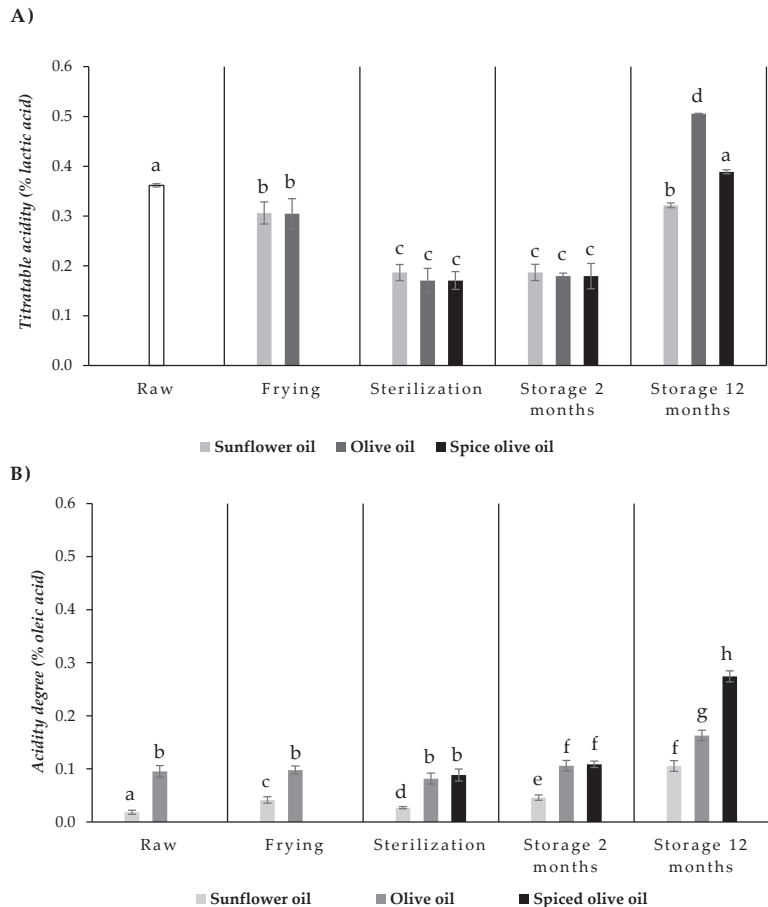 A)
Titratable acidity (% lactic acid)
0.6
0.5
0.4
0.3
0.2
0.1
0.0
a
b b
c c c
c c c
b d a
Raw Frying Sterilization Storage 2 months Storage 12 months
Sunflower oil Olive oil Spice olive oil
B)
Acidity degree (% oleic acid)
0.6
0.5
0.4
0.3
0.2
0.1
0.0
a b
c b
d b b
e f f
f g h
Raw Frying Sterilization Storage 2 months Storage 12 months
Sunflower oil Olive oil Spiced olive oil